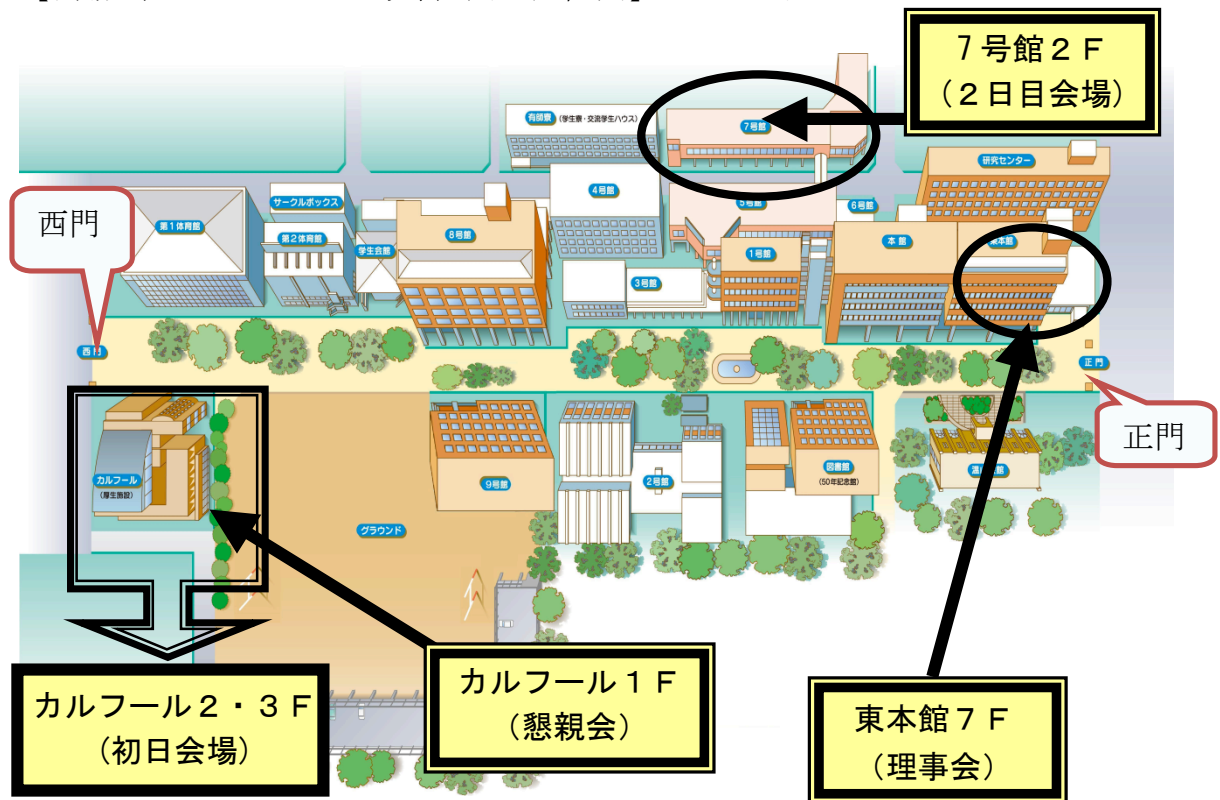 7号館2F
(2日目会場)
有師寮 (学生寮・交流学生ハウス)
7号館
研究センター
4号館
サークルボックス
5号館
6号館
西門
第1体育館
第2体育館
学生会館
8号館
1号館
本館
東本館
3号館
西門
正門
正門
カルフール
(厚生施設)
9号館
2号館
図書館
(50年記念館)
グラウンド
カルフール2・3F
(初日会場)
カルフール1F
(懇親会)
東本館7F
(理事会)